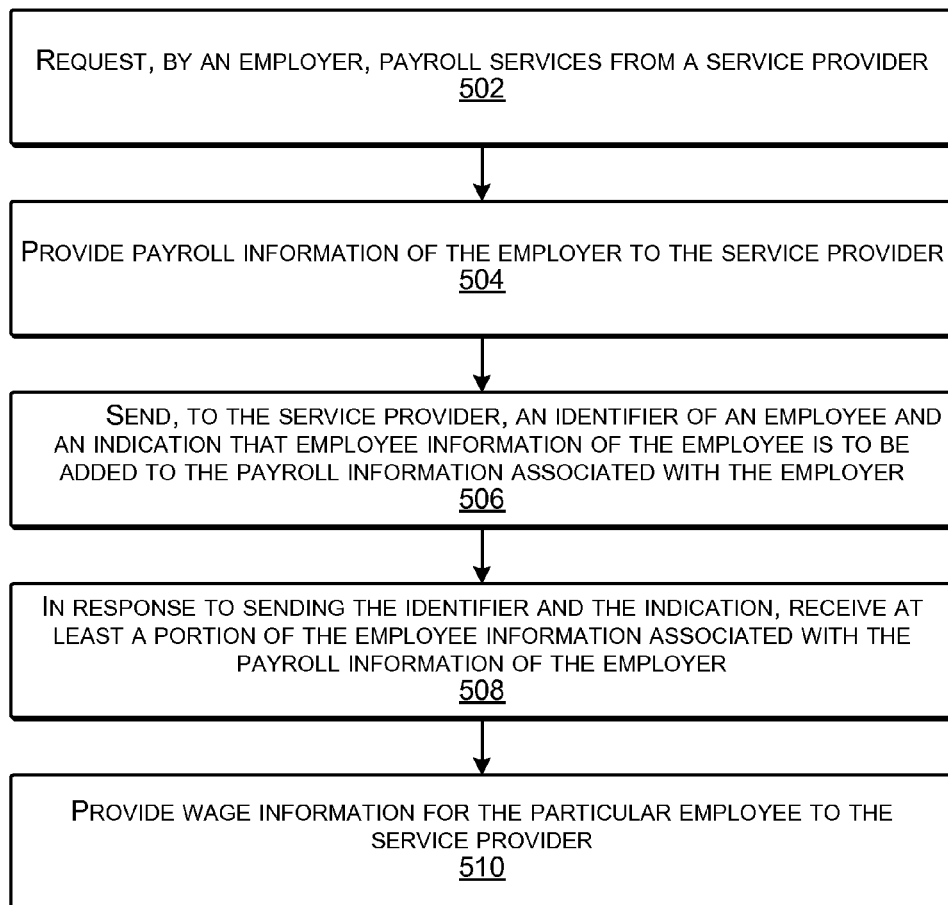 REQUEST, BY AN EMPLOYER, PAYROLL SERVICES FROM A SERVICE PROVIDER
502
PROVIDE PAYROLL INFORMATION OF THE EMPLOYER TO THE SERVICE PROVIDER
504
SEND, TO THE SERVICE PROVIDER, AN IDENTIFIER OF AN EMPLOYEE AND
AN INDICATION THAT EMPLOYEE INFORMATION OF THE EMPLOYEE IS TO BE
ADDED TO THE PAYROLL INFORMATION ASSOCIATED WITH THE EMPLOYER
506
IN RESPONSE TO SENDING THE IDENTIFIER AND THE INDICATION, RECEIVE AT
LEAST A PORTION OF THE EMPLOYEE INFORMATION ASSOCIATED WITH THE
PAYROLL INFORMATION OF THE EMPLOYER
508
PROVIDE WAGE INFORMATION FOR THE PARTICULAR EMPLOYEE TO THE
SERVICE PROVIDER
510